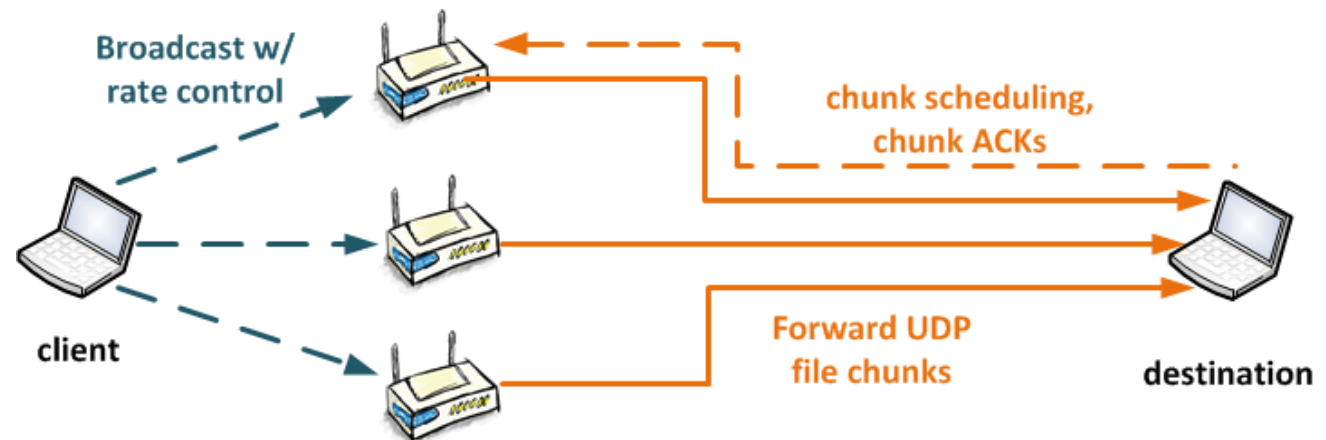 Broadcast w/
rate control
chunk scheduling,
chunk ACKs
client
Forward UDP
file chunks
destination